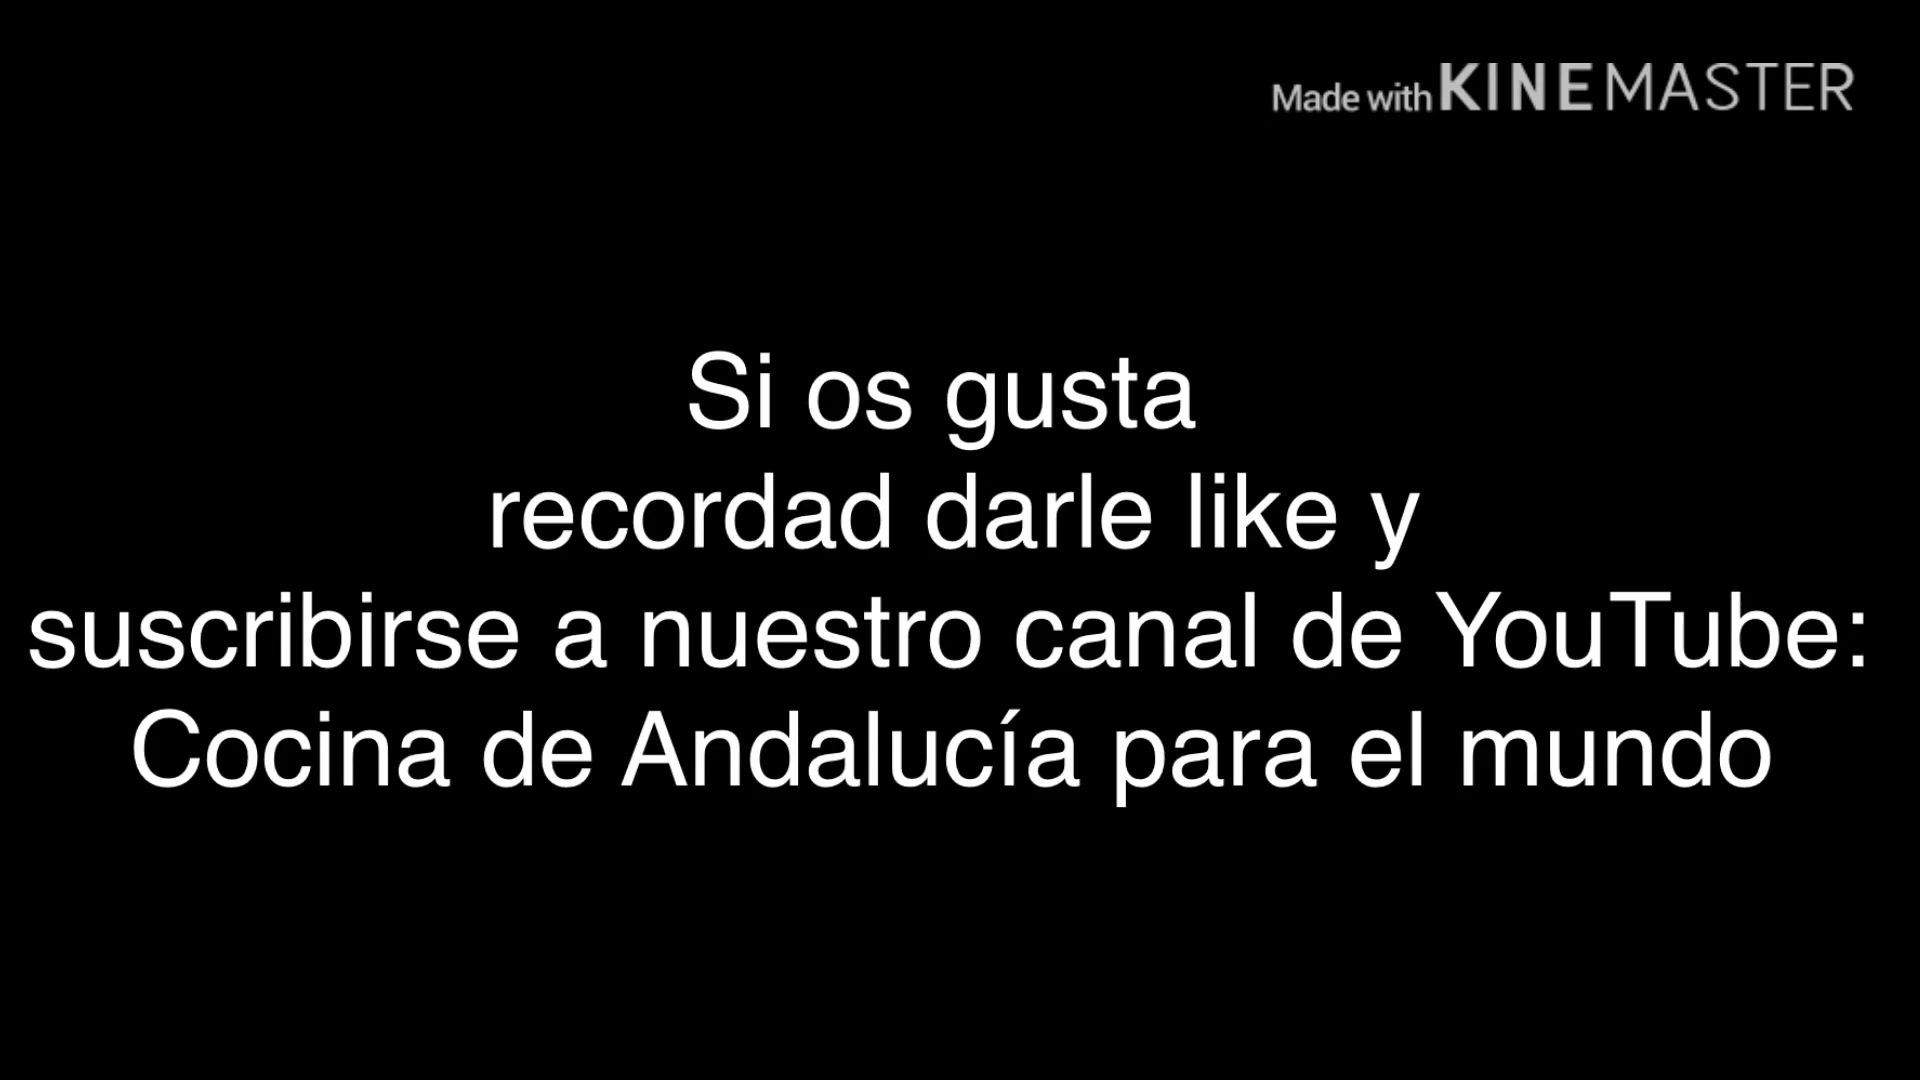 Made with KINEMASTER
Si os gusta
recordad darle like y
suscribirse a nuestro canal de YouTube:
Cocina de Andalucía para el mundo